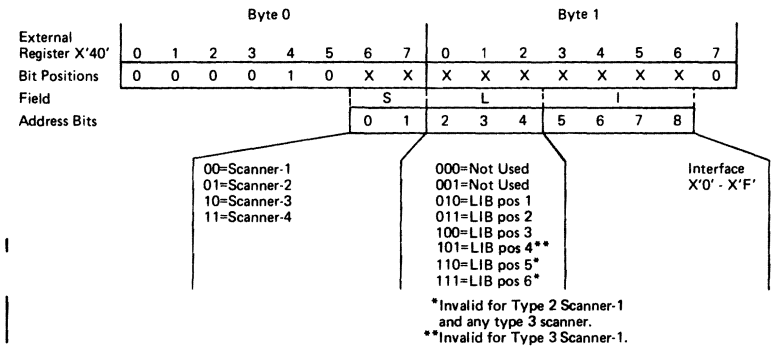 Byte 0 Byte 1
External
Register X'40' 0 1 2 3 4 5 6 7 0 1 2 3 4 5 6 7
Bit Positions 0 0 0 0 1 0 X X X X X X X X X 0
Field S L I
Address Bits 0 1 2 3 4 5 6 7 8
00=Scanner-1
01=Scanner-2
10=Scanner-3
11=Scanner-4
000=Not Used
001=Not Used
010=LIB pos 1
011=LIB pos 2
100=LIB pos 3
101=LIB pos 4**
110=LIB pos 5*
111=LIB pos 6*
Interface
X'0' - X'F'
*Invalid for Type 2 Scanner-1
and any type 3 scanner.
**Invalid for Type 3 Scanner-1.